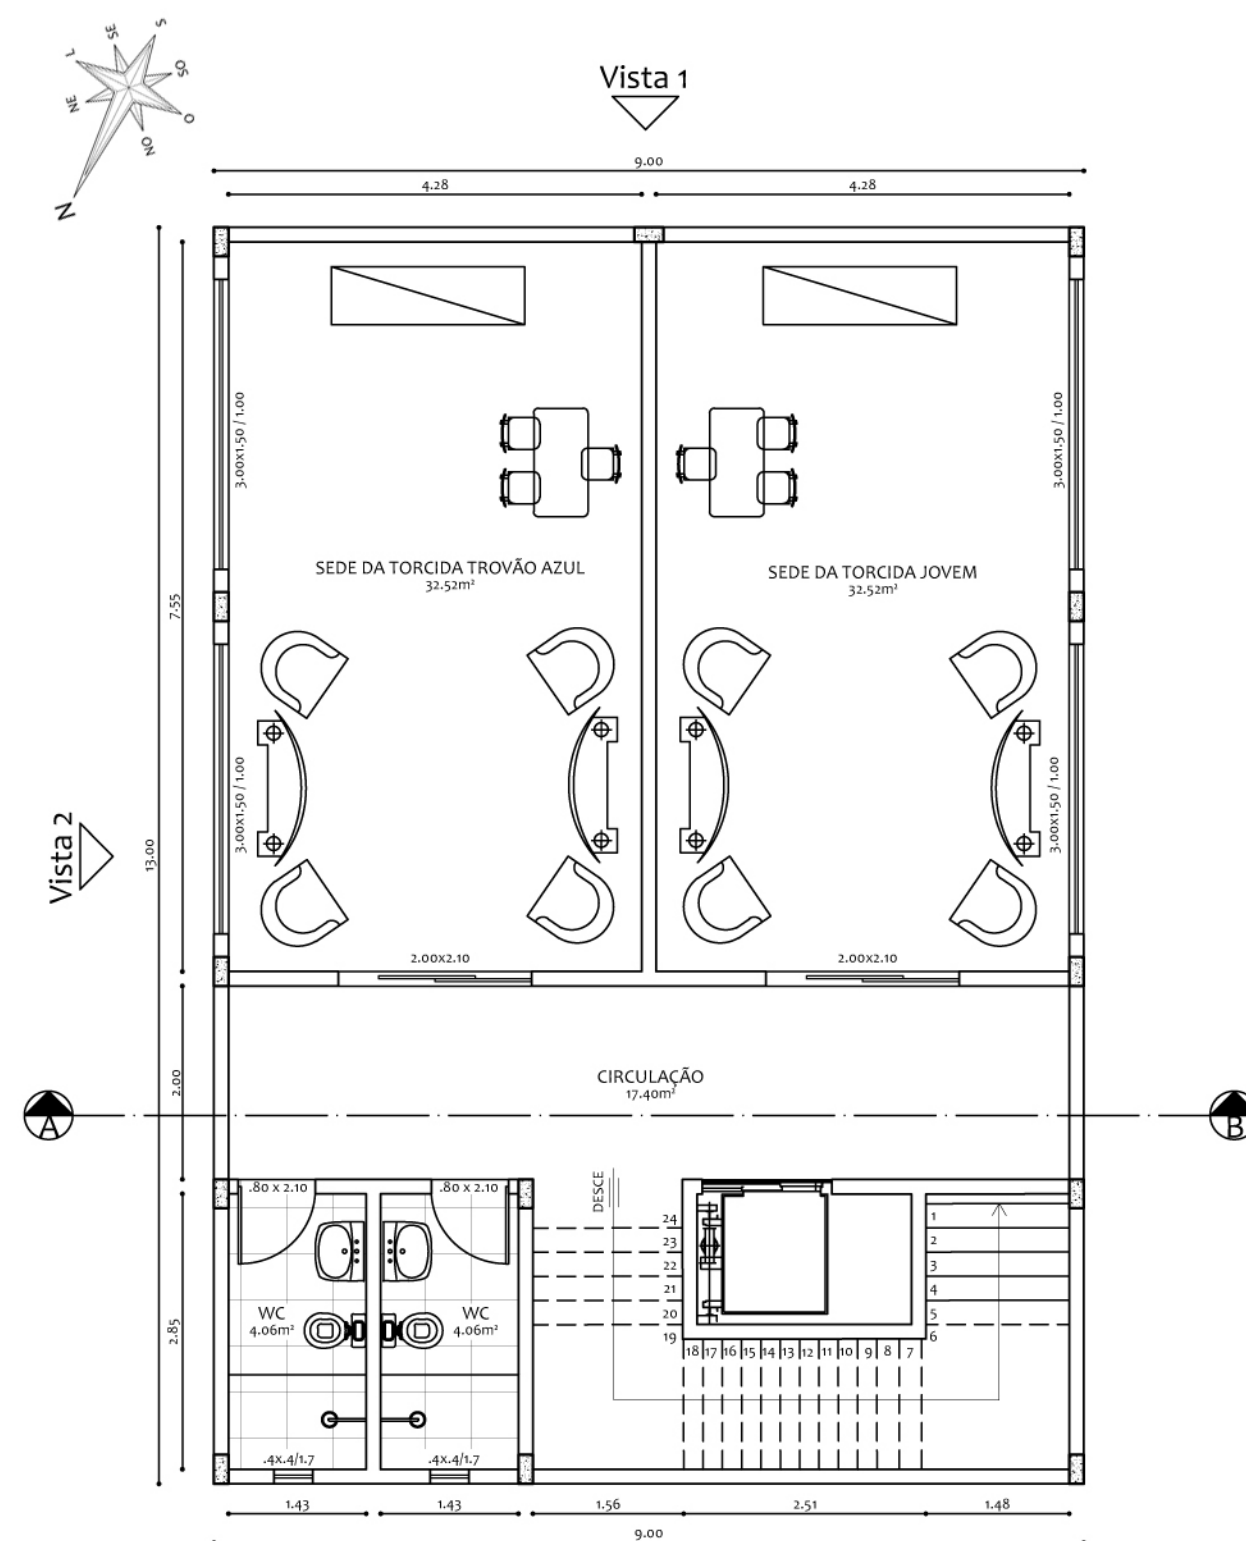 S
SE
L
SO
NE
O
NO
N
Vista 1
9.00
4.28
4.28
3.00x1.50 / 1.00
3.00x1.50 / 1.00
SEDE DA TORCIDA TROVÃO AZUL
32.52m²
SEDE DA TORCIDA JOVEM
32.52m²
7.55
3.00x1.50 / 1.00
3.00x1.50 / 1.00
Vista 2
13.00
2.00x2.10
2.00x2.10
CIRCULAÇÃO
17.40m²
2.00
A
B
.80 x 2.10
.80 x 2.10
DESCE
24
23
22
21
20
19
1
2
3
4
5
6
WC
4.06m²
WC
4.06m²
2.85
18 17 16 15 14 13 12 11 10 9 8 7
.4x.4/1.7
.4x.4/1.7
1.43
1.43
1.56
2.51
1.48
9.00